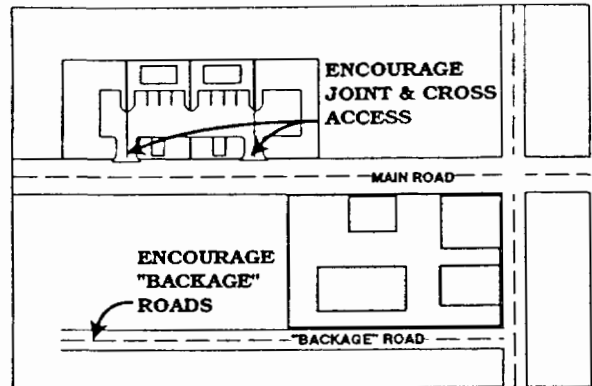 ENCOURAGE
JOINT & CROSS
ACCESS
MAIN ROAD
ENCOURAGE
"BACKAGE"
ROADS
"BACKAGE" ROAD